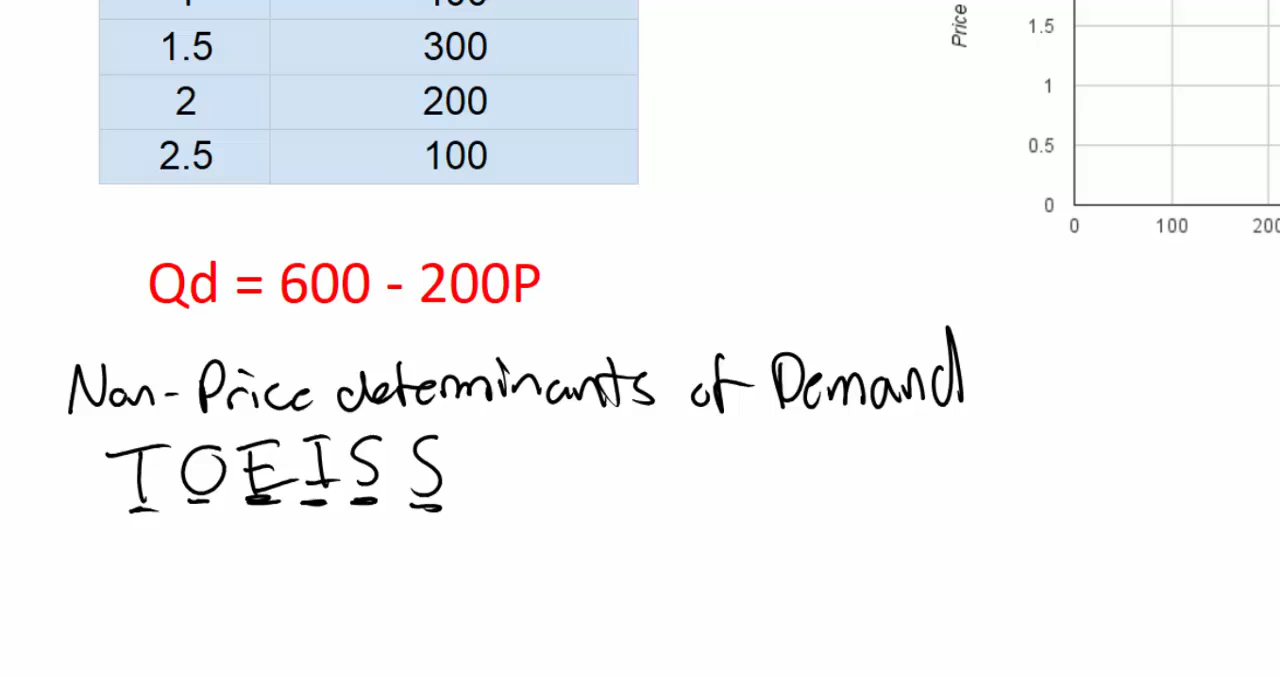 1.5 300
2 200
2.5 100
Price
1.5
1
0.5
0
0 100
Qd = 600 - 200P
Non-Price determinants of Demand
T O E I S S